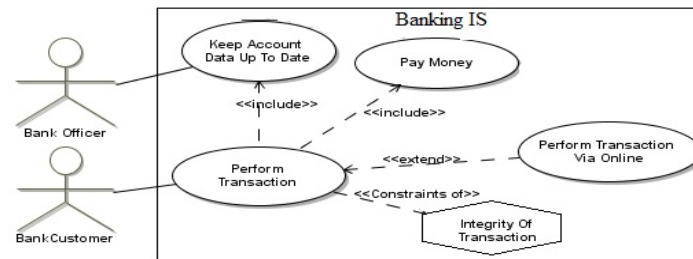 Banking IS
Keep Account
Data Up To Date
Pay Money
<<include>>
<<include>>
Bank Officer
Perform
Transaction
<<extend>>
Perform Transaction
Via Online
<<Constraints of>>
Integrity Of
Transaction
BankCustomer